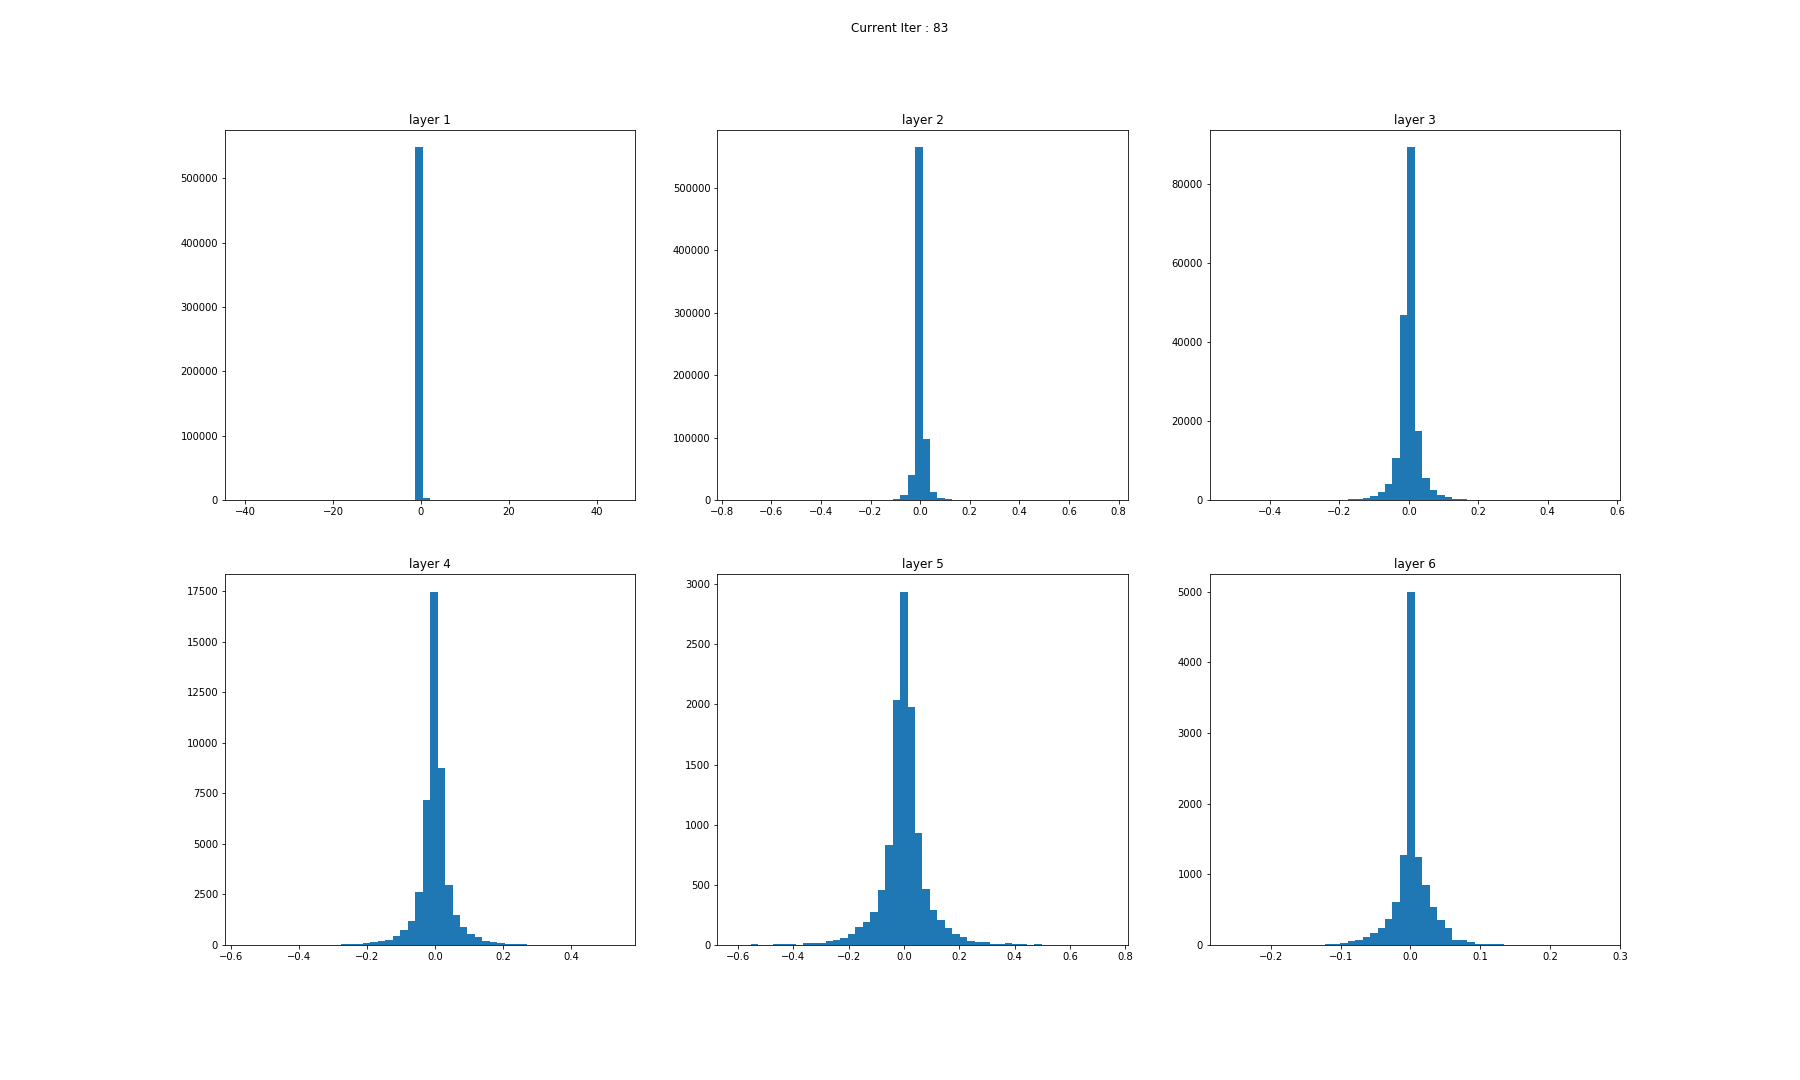 Current Iter : 83
layer 1
500000
400000
300000
200000
100000
0
−40 −20 0 20 40
layer 2
500000
400000
300000
200000
100000
0
−0.8 −0.6 −0.4 −0.2 0.0 0.2 0.4 0.6 0.8
layer 3
80000
60000
40000
20000
0
−0.4 −0.2 0.0 0.2 0.4 0.6
layer 4
17500
15000
12500
10000
7500
5000
2500
0
−0.6 −0.4 −0.2 0.0 0.2 0.4
layer 5
3000
2500
2000
1500
1000
500
0
−0.6 −0.4 −0.2 0.0 0.2 0.4 0.6 0.8
layer 6
5000
4000
3000
2000
1000
0
−0.2 −0.1 0.0 0.1 0.2 0.3